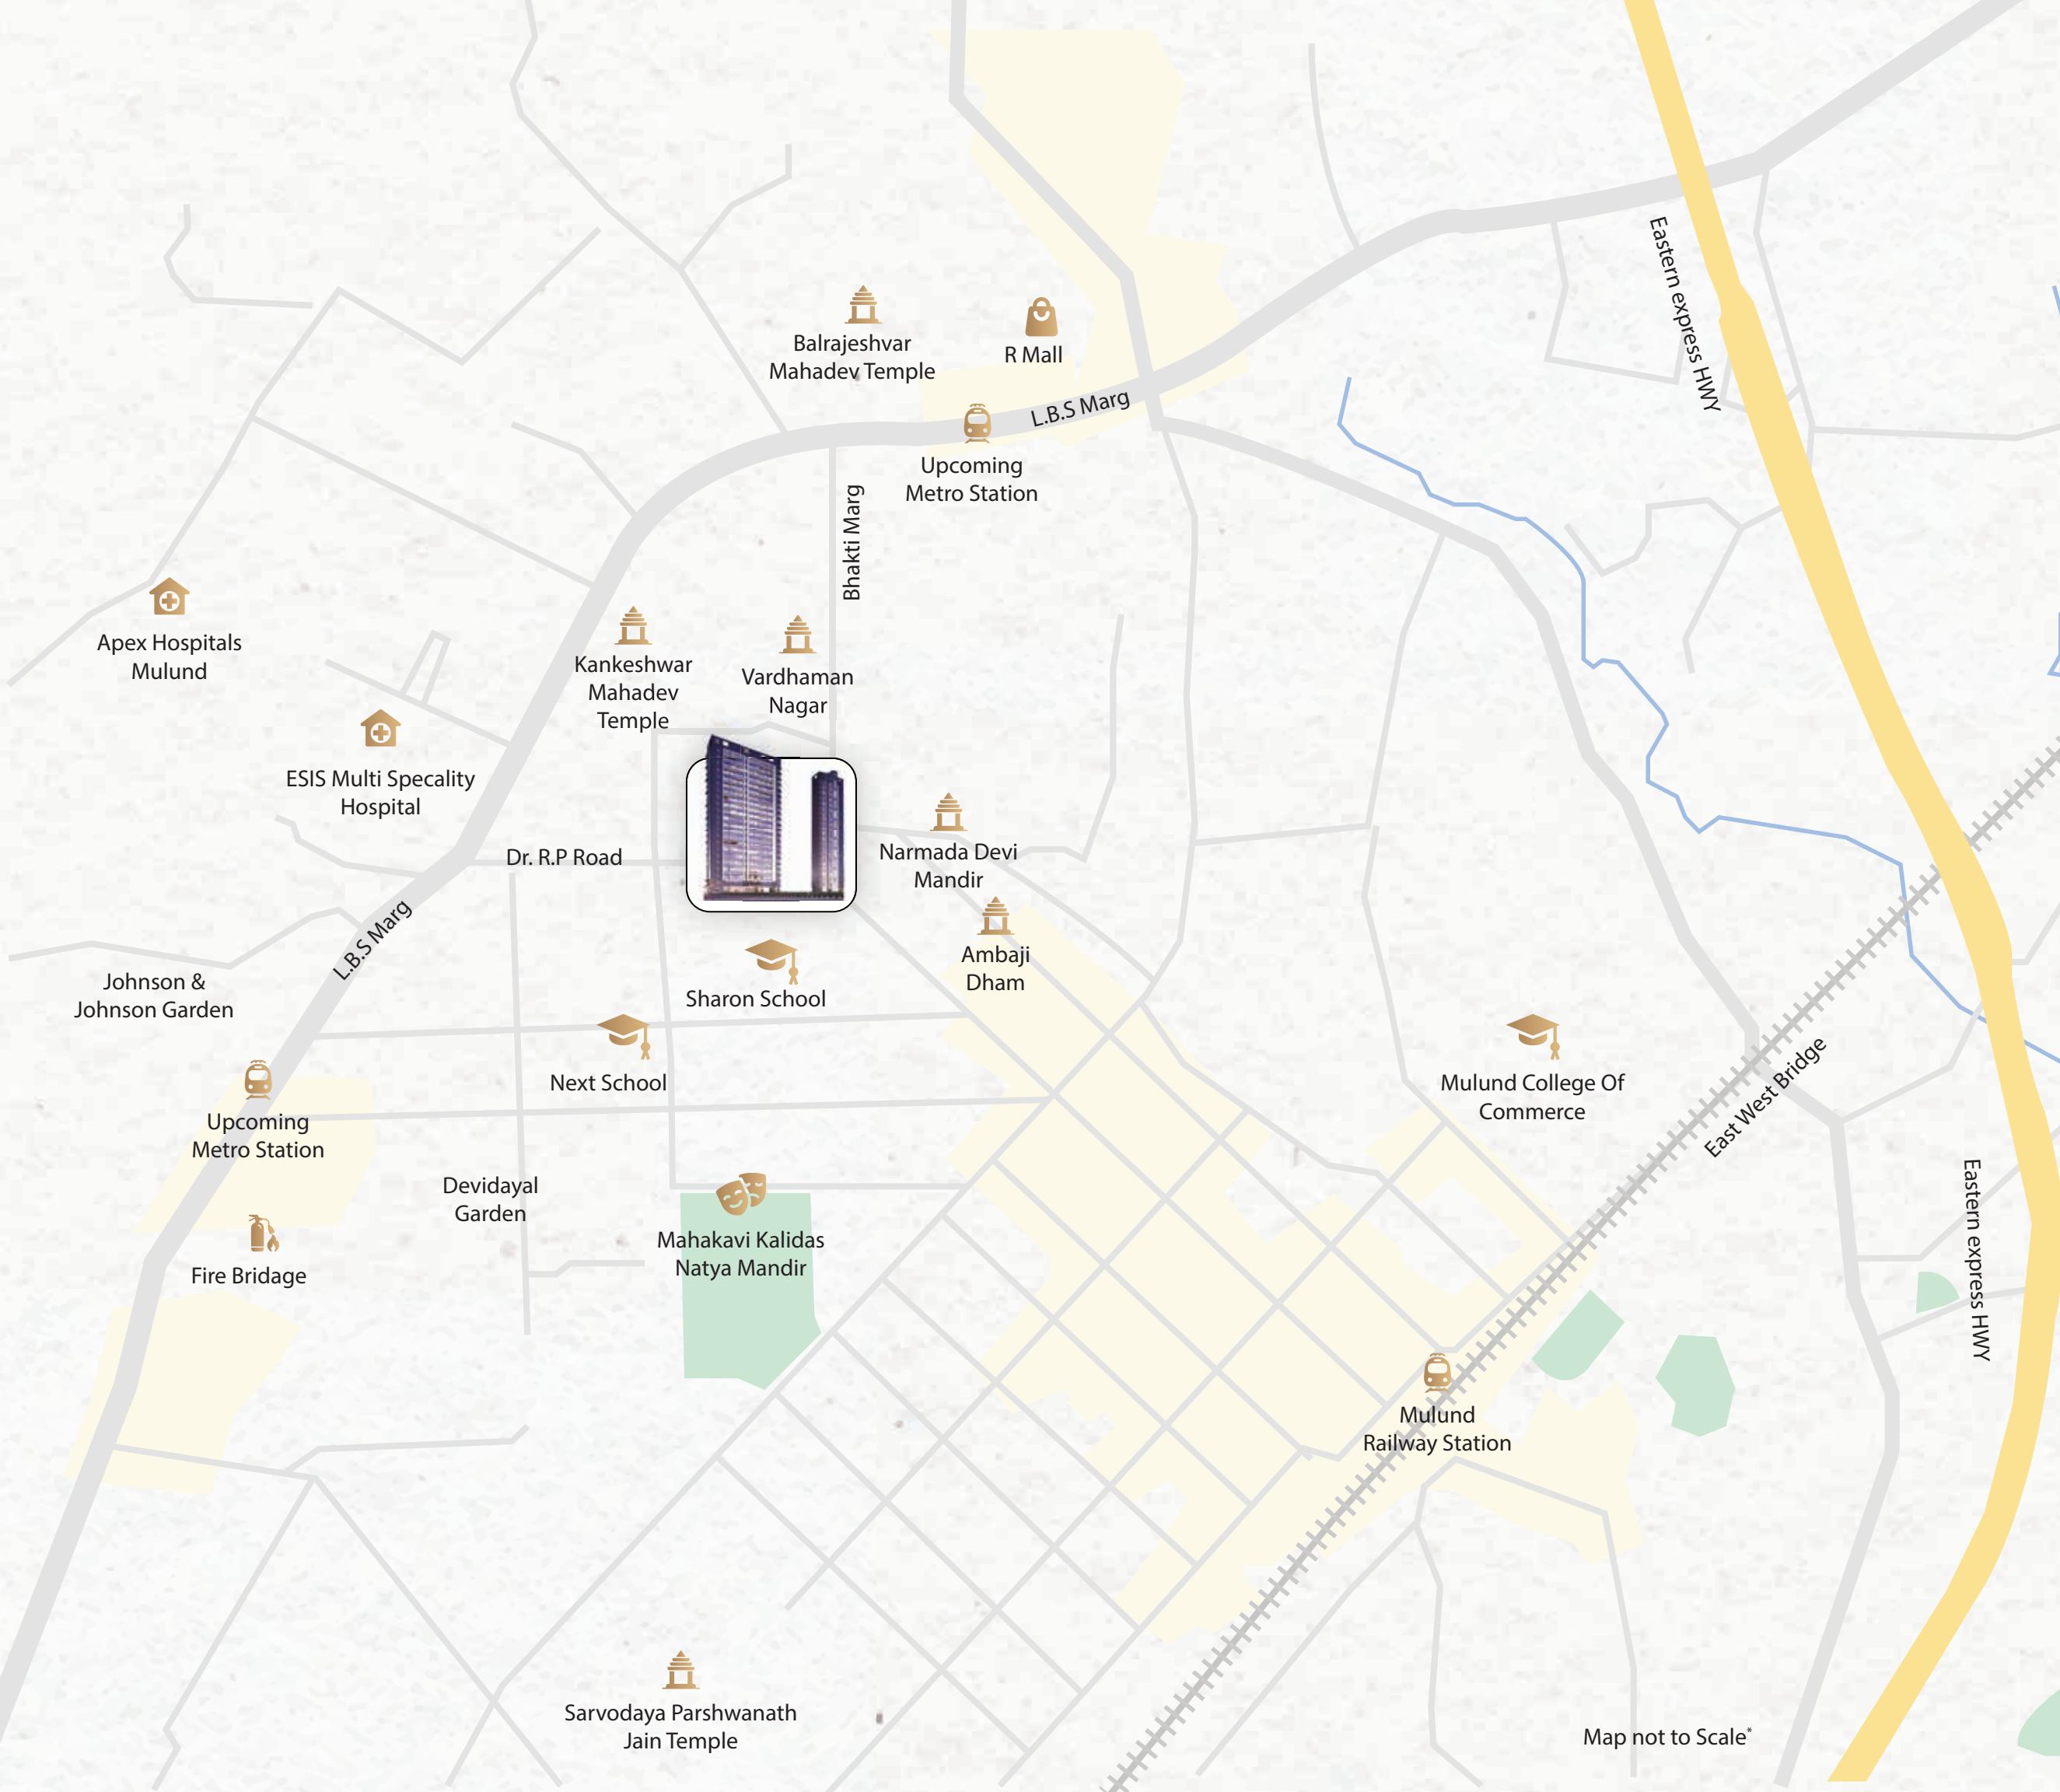 Eastern express HWY
Balrajeshvar
Mahadev Temple
R Mall
L.B.S Marg
Upcoming
Metro Station
Bhakti Marg
Apex Hospitals
Mulund
Kankeshwar
Mahadev
Temple
Vardhaman
Nagar
ESIS Multi Specality
Hospital
Dr. R.P Road
Narmada Devi
Mandir
L.B.S Marg
Ambaji
Dham
Johnson &
Johnson Garden
Sharon School
Next School
Mulund College Of
Commerce
East West Bridge
Upcoming
Metro Station
Devidayal
Garden
Mahakavi Kalidas
Natya Mandir
Fire Bridage
Eastern express HWY
Mulund
Railway Station
Sarvodaya Parshwanath
Jain Temple
Map not to Scale*